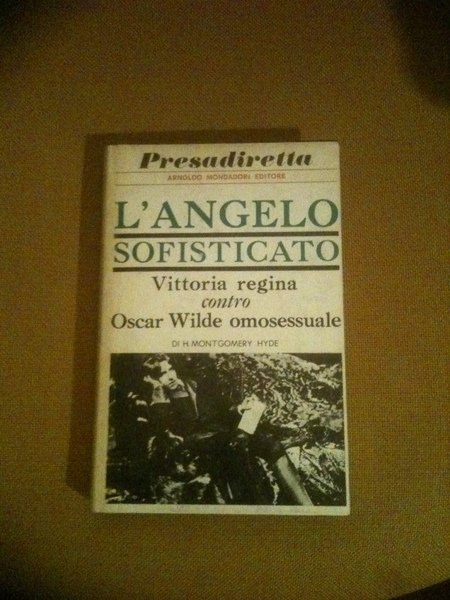 Presadiretta
ARNOLDO MONDADORI EDITORE
L'ANGELO
SOFISTICATO
Vittoria regina
contro
Oscar Wilde omosessuale
DI H. MONTGOMERY HYDE